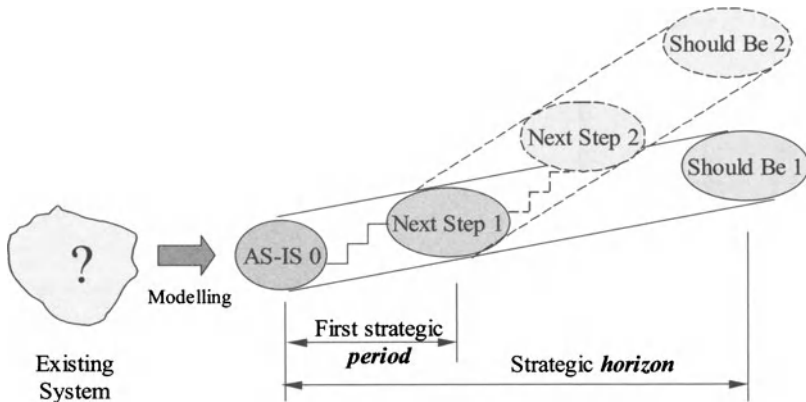 Should Be 2
Next Step 2
Should Be 1
Next Step 1
AS-IS 0
?
Modelling
First strategic
period
Existing
System
Strategic horizon